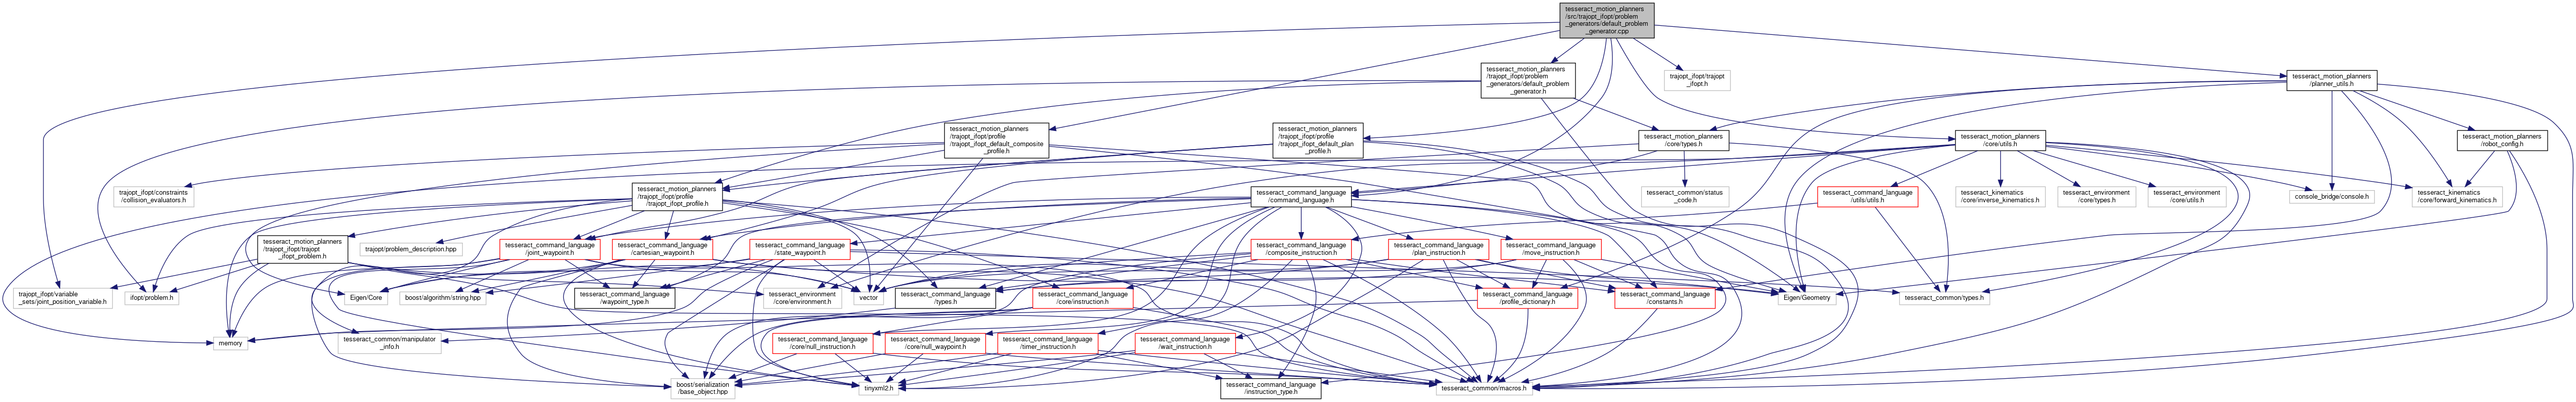 tesseract_motion_planners
/src/trajopt_ifopt/problem
_generators/default_problem
_generator.cpp
tesseract_motion_planners
/trajopt_ifopt/problem
_generators/default_problem
_generator.h
trajopt_ifopt/trajopt
_ifopt.h
tesseract_motion_planners
/planner_utils.h
tesseract_motion_planners
/trajopt_ifopt/profile
/trajopt_ifopt_default_composite
_profile.h
tesseract_motion_planners
/trajopt_ifopt/profile
/trajopt_ifopt_default_plan
_profile.h
tesseract_motion_planners
/core/types.h
tesseract_motion_planners
/core/utils.h
tesseract_motion_planners
/robot_config.h
trajopt_ifopt/constraints
/collision_evaluators.h
tesseract_motion_planners
/trajopt_ifopt/profile
/trajopt_ifopt_profile.h
tesseract_command_language
/command_language.h
tesseract_common/status
_code.h
tesseract_command_language
/utils/utils.h
tesseract_kinematics
/core/inverse_kinematics.h
tesseract_environment
/core/types.h
tesseract_environment
/core/utils.h
console_bridge/console.h
tesseract_kinematics
/core/forward_kinematics.h
tesseract_motion_planners
/trajopt_ifopt/trajopt
_ifopt_problem.h
trajopt/problem_description.hpp
tesseract_command_language
/joint_waypoint.h
tesseract_command_language
/cartesian_waypoint.h
tesseract_command_language
/state_waypoint.h
tesseract_command_language
/composite_instruction.h
tesseract_command_language
/plan_instruction.h
tesseract_command_language
/move_instruction.h
trajopt_ifopt/variable
_sets/joint_position_variable.h
ifopt/problem.h
Eigen/Core
boost/algorithm/string.hpp
tesseract_command_language
/waypoint_type.h
tesseract_environment
/core/environment.h
vector
tesseract_command_language
/types.h
tesseract_command_language
/core/instruction.h
tesseract_command_language
/profile_dictionary.h
tesseract_command_language
/constants.h
Eigen/Geometry
tesseract_common/types.h
memory
tesseract_common/manipulator
_info.h
tesseract_command_language
/core/null_instruction.h
tesseract_command_language
/core/null_waypoint.h
tesseract_command_language
/timer_instruction.h
tesseract_command_language
/wait_instruction.h
boost/serialization
/base_object.hpp
tinyxml2.h
tesseract_command_language
/instruction_type.h
tesseract_common/macros.h